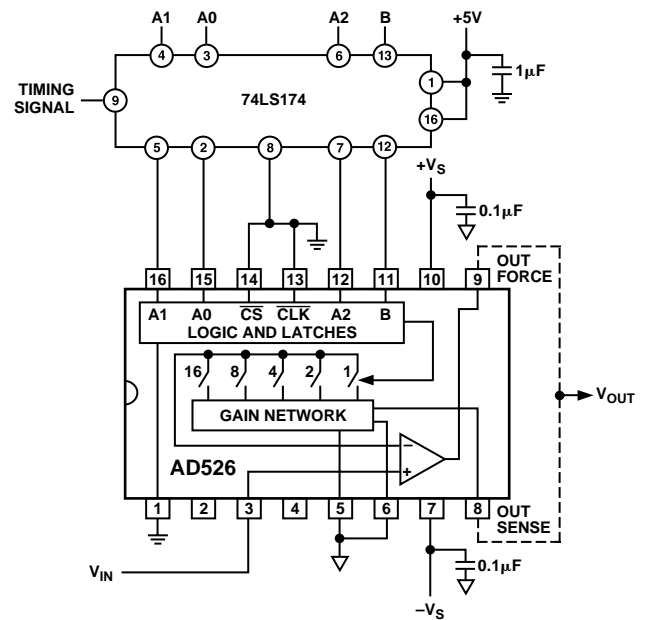 A1 A0 A2 B +5V
4 3 6 13
1 1µF
TIMING
SIGNAL
9 74LS174
16
5 2 8 7 12
+VS
0.1µF
16 15 14 13 12 11 10 9 OUT
FORCE
A1 A0 CS CLK A2 B
LOGIC AND LATCHES
16 8 4 2 1
VOUT
GAIN NETWORK
–
+
AD526
1 2 3 4 5 6 7 8 OUT
SENSE
VIN
0.1µF
–VS